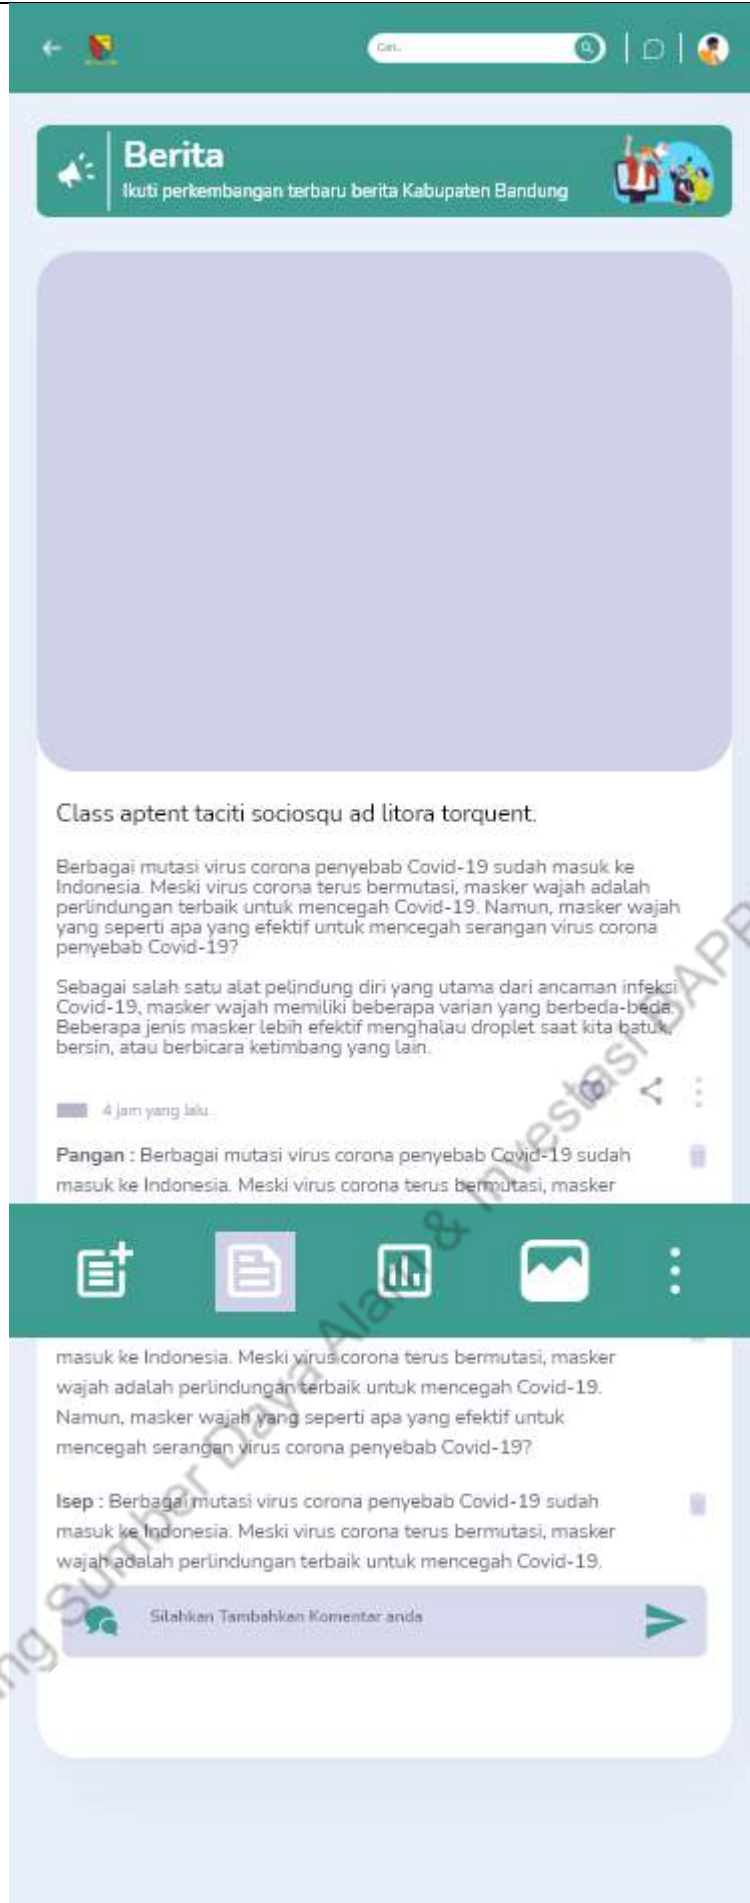 Cari...
Berita
Ikuti perkembangan terbaru berita Kabupaten Bandung
Class aptent taciti sociosqu ad litora torquent.
Berbagai mutasi virus corona penyebab Covid-19 sudah masuk ke
Indonesia. Meski virus corona terus bermutasi, masker wajah adalah
perlindungan terbaik untuk mencegah Covid-19. Namun, masker wajah
yang seperti apa yang efektif untuk mencegah serangan virus corona
penyebab Covid-19?
Sebagai salah satu alat pelindung diri yang utama dari ancaman infeksi
Covid-19, masker wajah memiliki beberapa varian yang berbeda-beda.
Beberapa jenis masker lebih efektif menghalau droplet saat kita batuk,
bersin, atau berbicara ketimbang yang lain.
4 jam yang lalu
Pangan : Berbagai mutasi virus corona penyebab Covid-19 sudah
masuk ke Indonesia. Meski virus corona terus bermutasi, masker
masuk ke Indonesia. Meski virus corona terus bermutasi, masker
wajah adalah perlindungan terbaik untuk mencegah Covid-19.
Namun, masker wajah yang seperti apa yang efektif untuk
mencegah serangan virus corona penyebab Covid-19?
Isep : Berbagai mutasi virus corona penyebab Covid-19 sudah
masuk ke Indonesia. Meski virus corona terus bermutasi, masker
wajah adalah perlindungan terbaik untuk mencegah Covid-19.
Silahkan Tambahkan Komentar anda
Sumber Daya Alam & Investasi